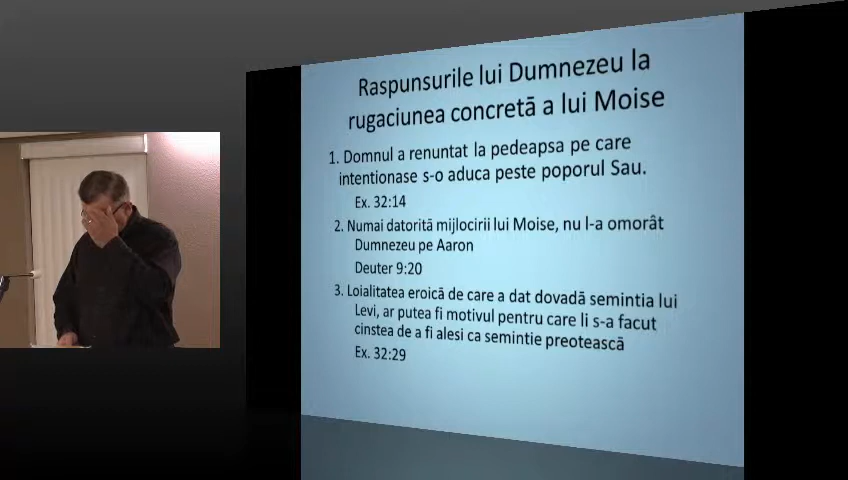 Raspunsurile lui Dumnezeu la
rugaciunea concretă a lui Moise
1. Domnul a renuntat la pedeapsa pe care
intentionase s-o aduca peste poporul Sau.
Ex. 32:14
2. Numai datorită mijlocirii lui Moise, nu l-a omorât
Dumnezeu pe Aaron
Deuter 9:20
3. Loialitatea eroică de care a dat dovadă semintia lui
Levi, ar putea fi motivul pentru care li s-a facut
cinstea de a fi alesi ca semintie preotească
Ex. 32:29